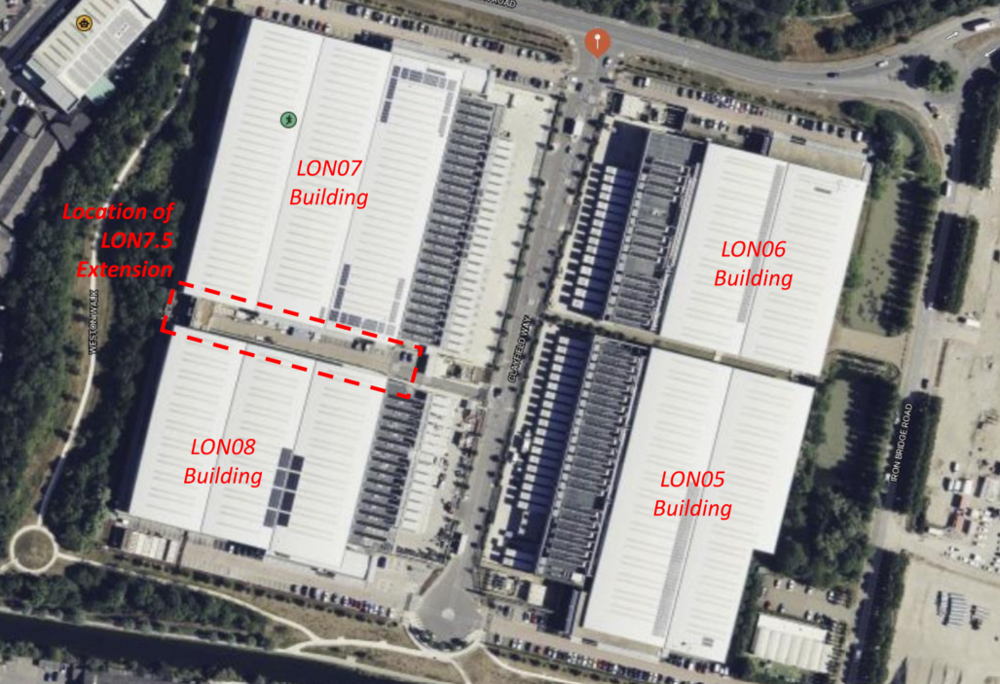 ROAD
LON07
Building
Location of
LON7.5
Extension
LON06
Building
WESTON WALK
CLAYFIELD WAY
LON08
Building
LON05
Building
IRON BRIDGE ROAD